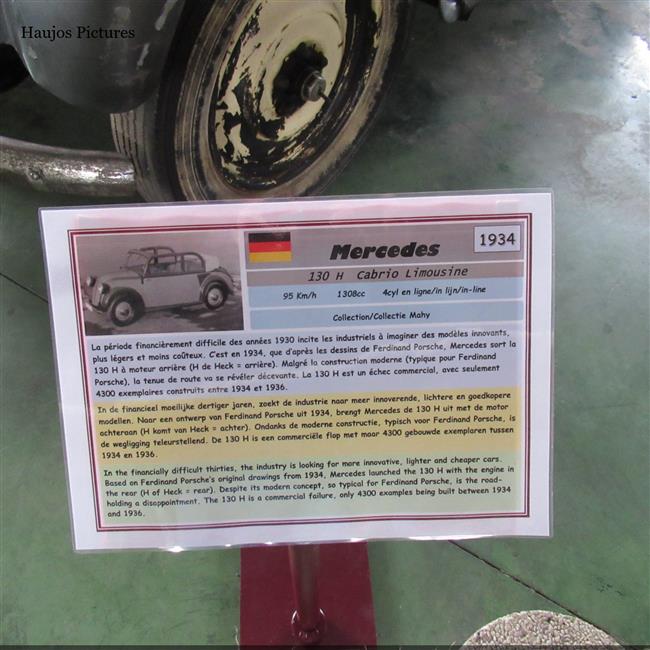 Haujos Pictures
Mercedes
1934
130 H Cabrio Limousine
95 Km/h 1308cc 4cyl en ligne/in lijn/in-line
Collection/Collectie Mahy
La période financièrement difficile des années 1930 incite les industriels à imaginer des modèles innovants,
plus légers et moins coûteux. C'est en 1934, que d'après les dessins de Ferdinand Porsche, Mercedes sort la
130 H à moteur arrière (H de Heck = arrière). Malgré la construction moderne (typique pour Ferdinand
Porsche), la tenue de route va se révéler décevante. La 130 H est un échec commercial, avec seulement
4300 exemplaires construits entre 1934 et 1936.
In de financieel moeilijke dertiger jaren, zoekt de industrie naar meer innoverende, lichtere en goedkopere
modellen. Naar een ontwerp van Ferdinand Porsche uit 1934, brengt Mercedes de 130 H uit met de motor
achteraan (H komt van Heck = achter). Ondanks de moderne constructie, typisch voor Ferdinand Porsche, is
de wegligging teleurstellend. De 130 H is een commerciële flop met maar 4300 gebouwde exemplaren tussen
1934 en 1936.
In the financially difficult thirties, the industry is looking for more innovative, lighter and cheaper cars.
Based on Ferdinand Porsche's original drawings from 1934, Mercedes launched the 130 H with the engine in
the rear (H of Heck = rear). Despite its modern concept, so typical for Ferdinand Porsche, is the road-
holding a disappointment. The 130 H is a commercial failure, only 4300 examples being built between 1934
and 1936.